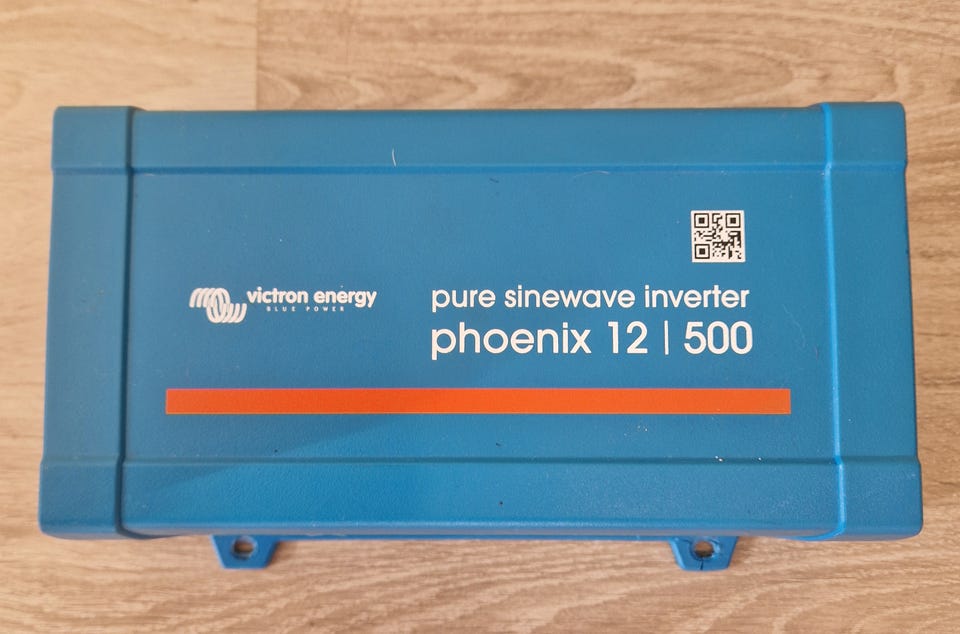 victron energy
BLUE POWER
pure sinewave inverter
phoenix 12 | 500